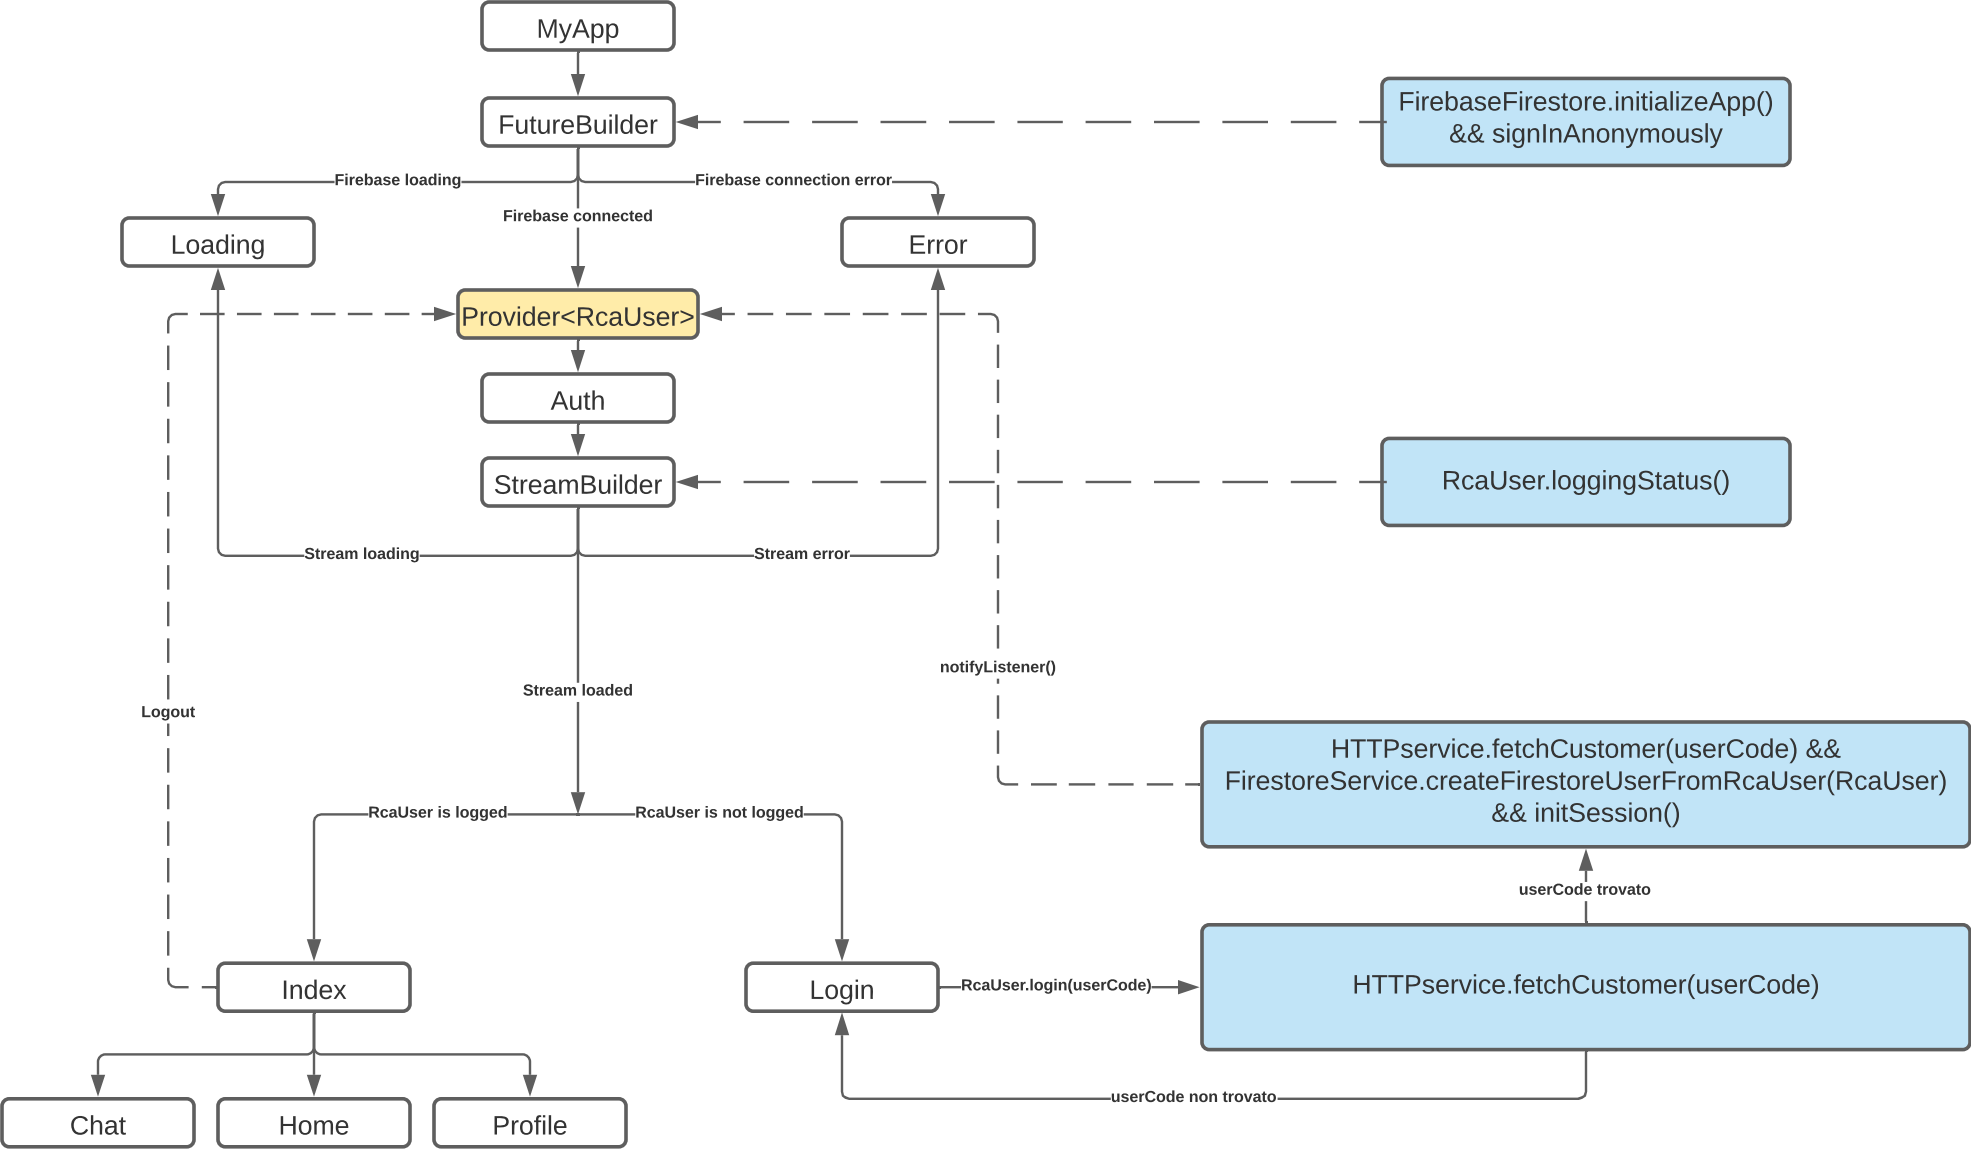 MyApp
FirebaseFirestore.initializeApp()
&& signInAnonymously
FutureBuilder
Firebase loading
Firebase connection error
Firebase connected
Loading
Error
Provider<RcaUser>
Auth
StreamBuilder
RcaUser.loggingStatus()
Stream loading
Stream error
notifyListener()
Stream loaded
Logout
HTTPservice.fetchCustomer(userCode) &&
FirestoreService.createFirestoreUserFromRcaUser(RcaUser)
&& initSession()
RcaUser is logged
RcaUser is not logged
userCode trovato
Index
Login
RcaUser.login(userCode)
HTTPservice.fetchCustomer(userCode)
userCode non trovato
Chat
Home
Profile